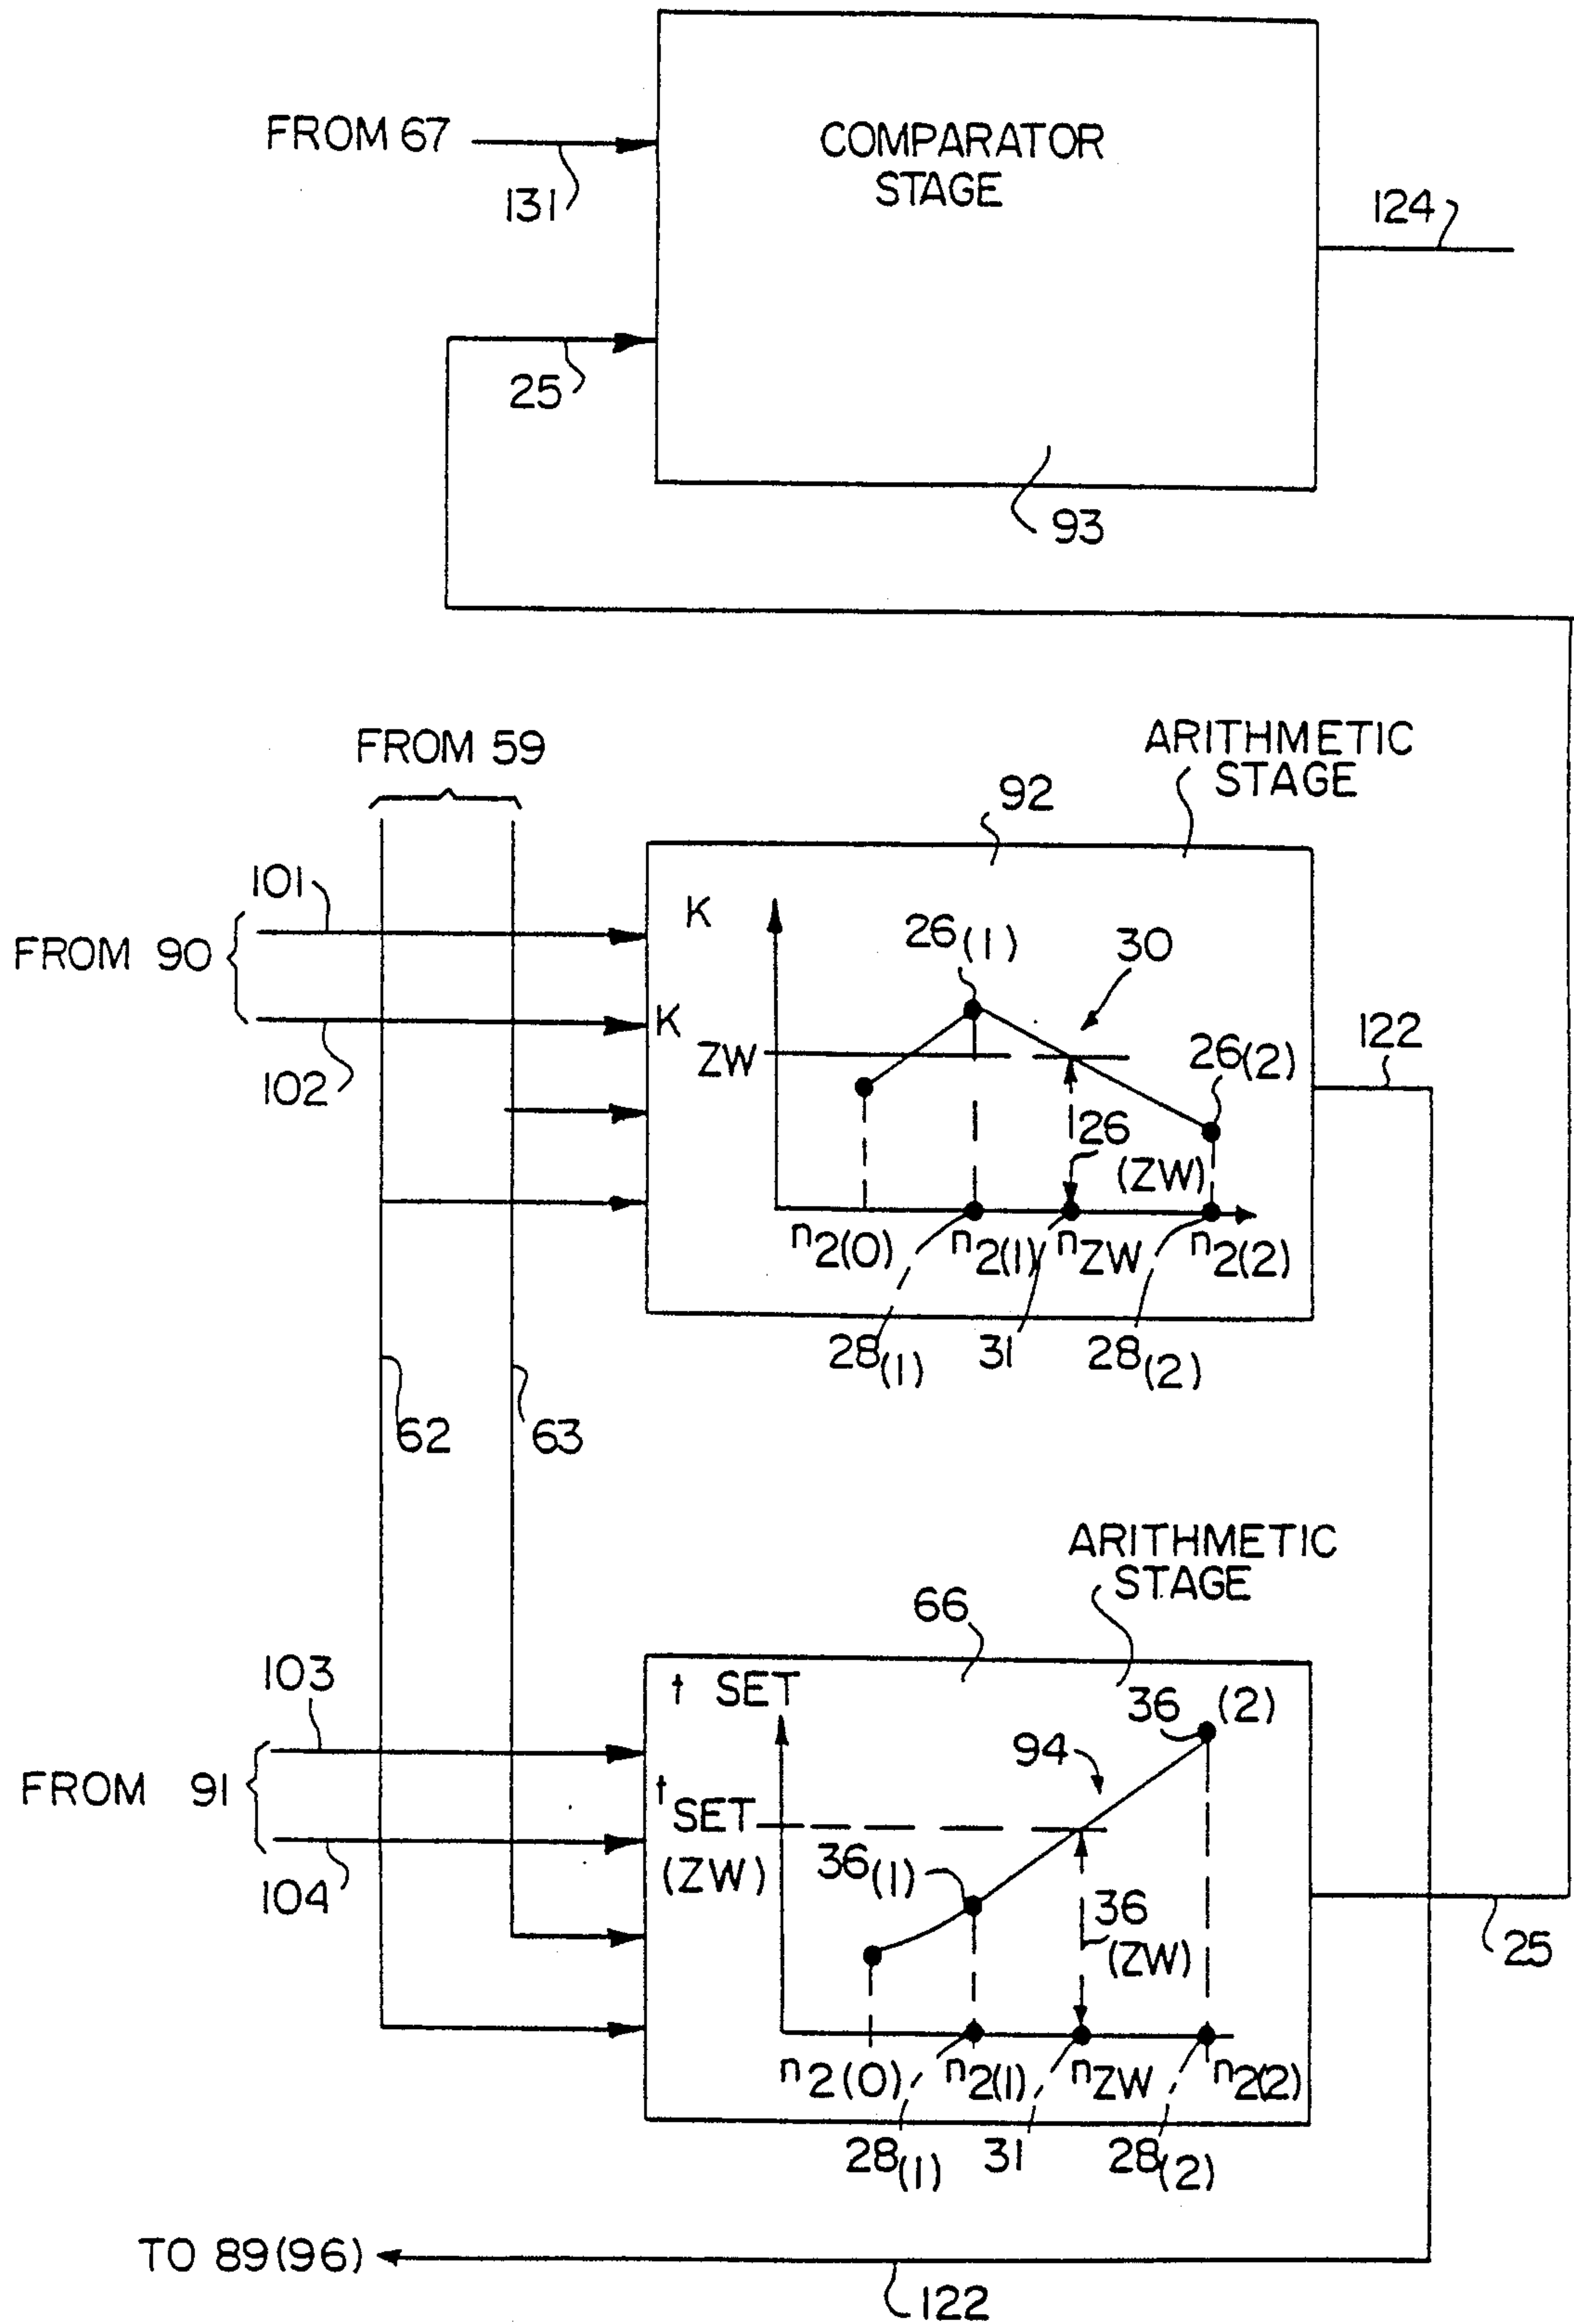 FROM 67
131
COMPARATOR
STAGE
124
25
93
FROM 59
ARITHMETIC
STAGE
92
101
FROM 90
102
K
26(1)
30
K
ZW
26(2)
122
26
(ZW)
n2(0)
n2(1)
nZW
n2(2)
28(1)
31
28(2)
62
63
ARITHMETIC
STAGE
66
103
FROM 91
104
t SET
36 (2)
94
t
SET
(ZW)
36(1)
36
(ZW)
25
n2(0)
n2(1)
nZW
n2(2)
28(1)
31
28(2)
TO 89(96)
122